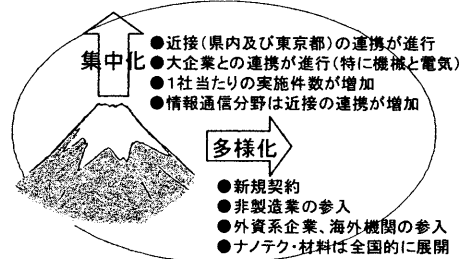 集中化
●近接(県内及び東京都)の連携が進行
●大企業との連携が進行(特に機械と電気)
●1社当たりの実施件数が増加
●情報通信分野は近接の連携が増加
多様化
●新規契約
●非製造業の参入
●外資系企業、海外機関の参入
●ナノテク・材料は全国的に展開